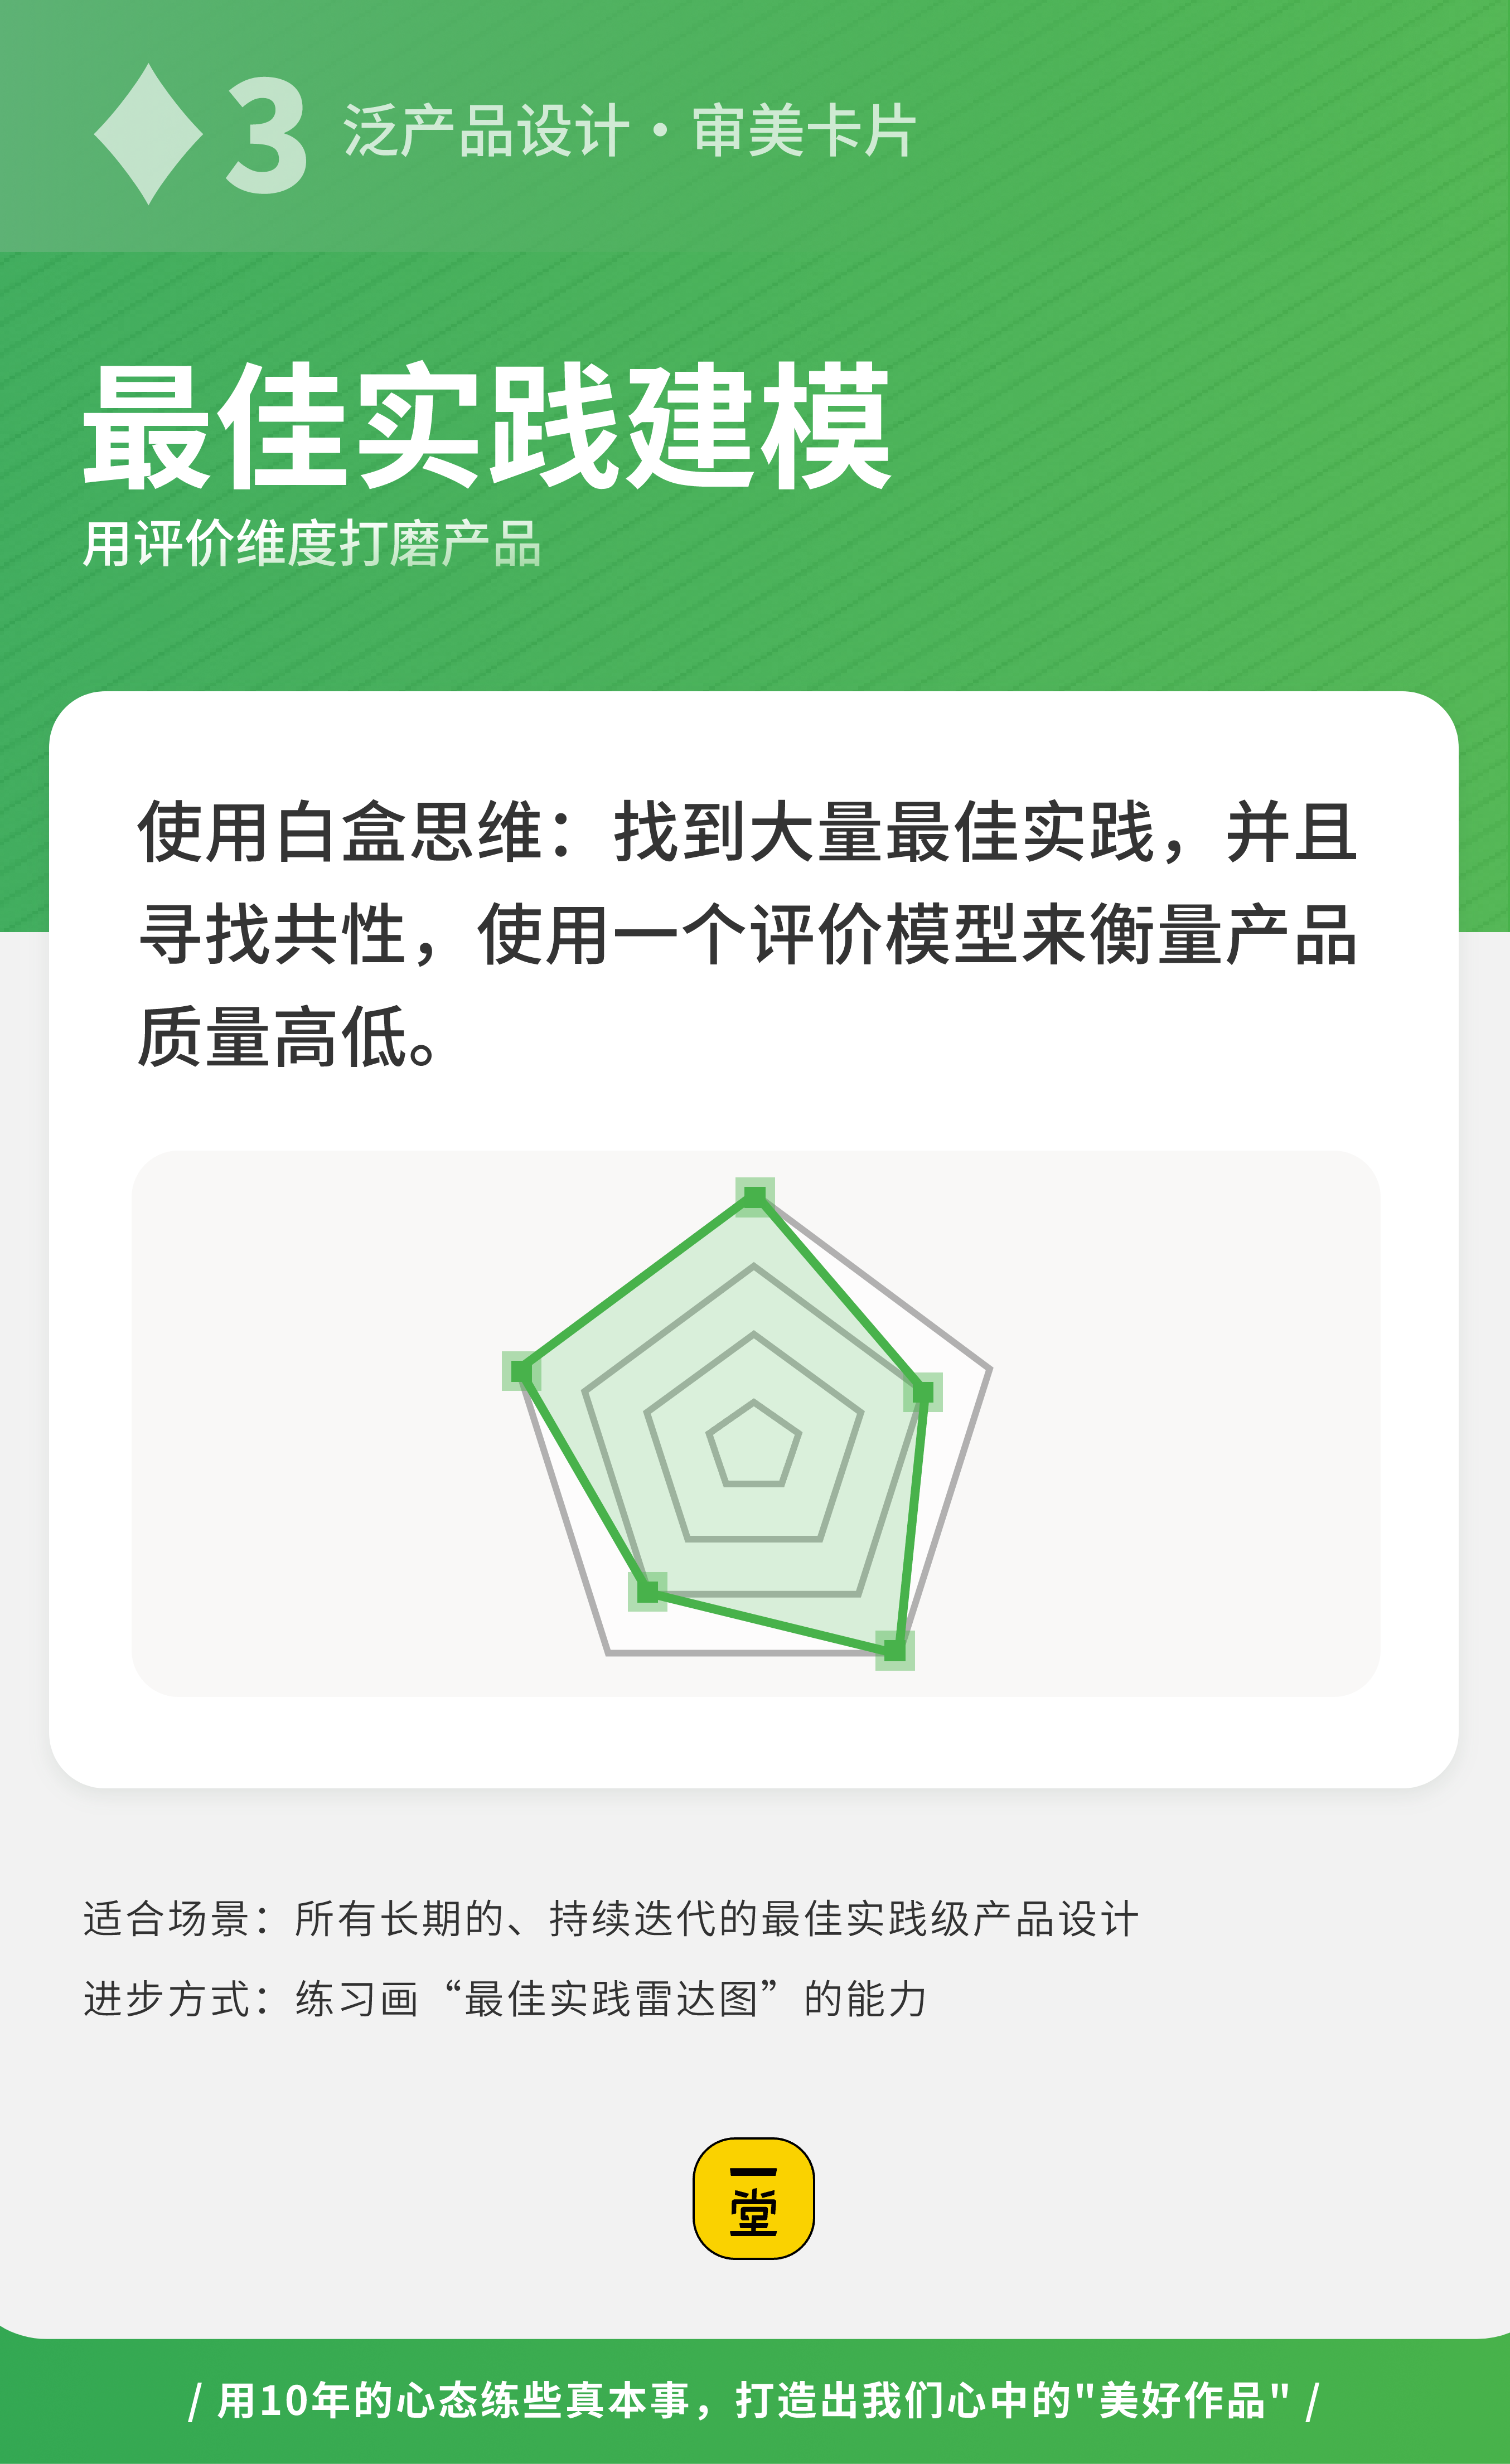 ♦3 泛产品设计·审美卡片
最佳实践建模
用评价维度打磨产品
使用白盒思维：找到大量最佳实践，并且
寻找共性，使用一个评价模型来衡量产品
质量高低。
适合场景：所有长期的、持续迭代的最佳实践级产品设计
进步方式：练习画“最佳实践雷达图”的能力
一
堂
/ 用10年的心态练些真本事，打造出我们心中的"美好作品" /